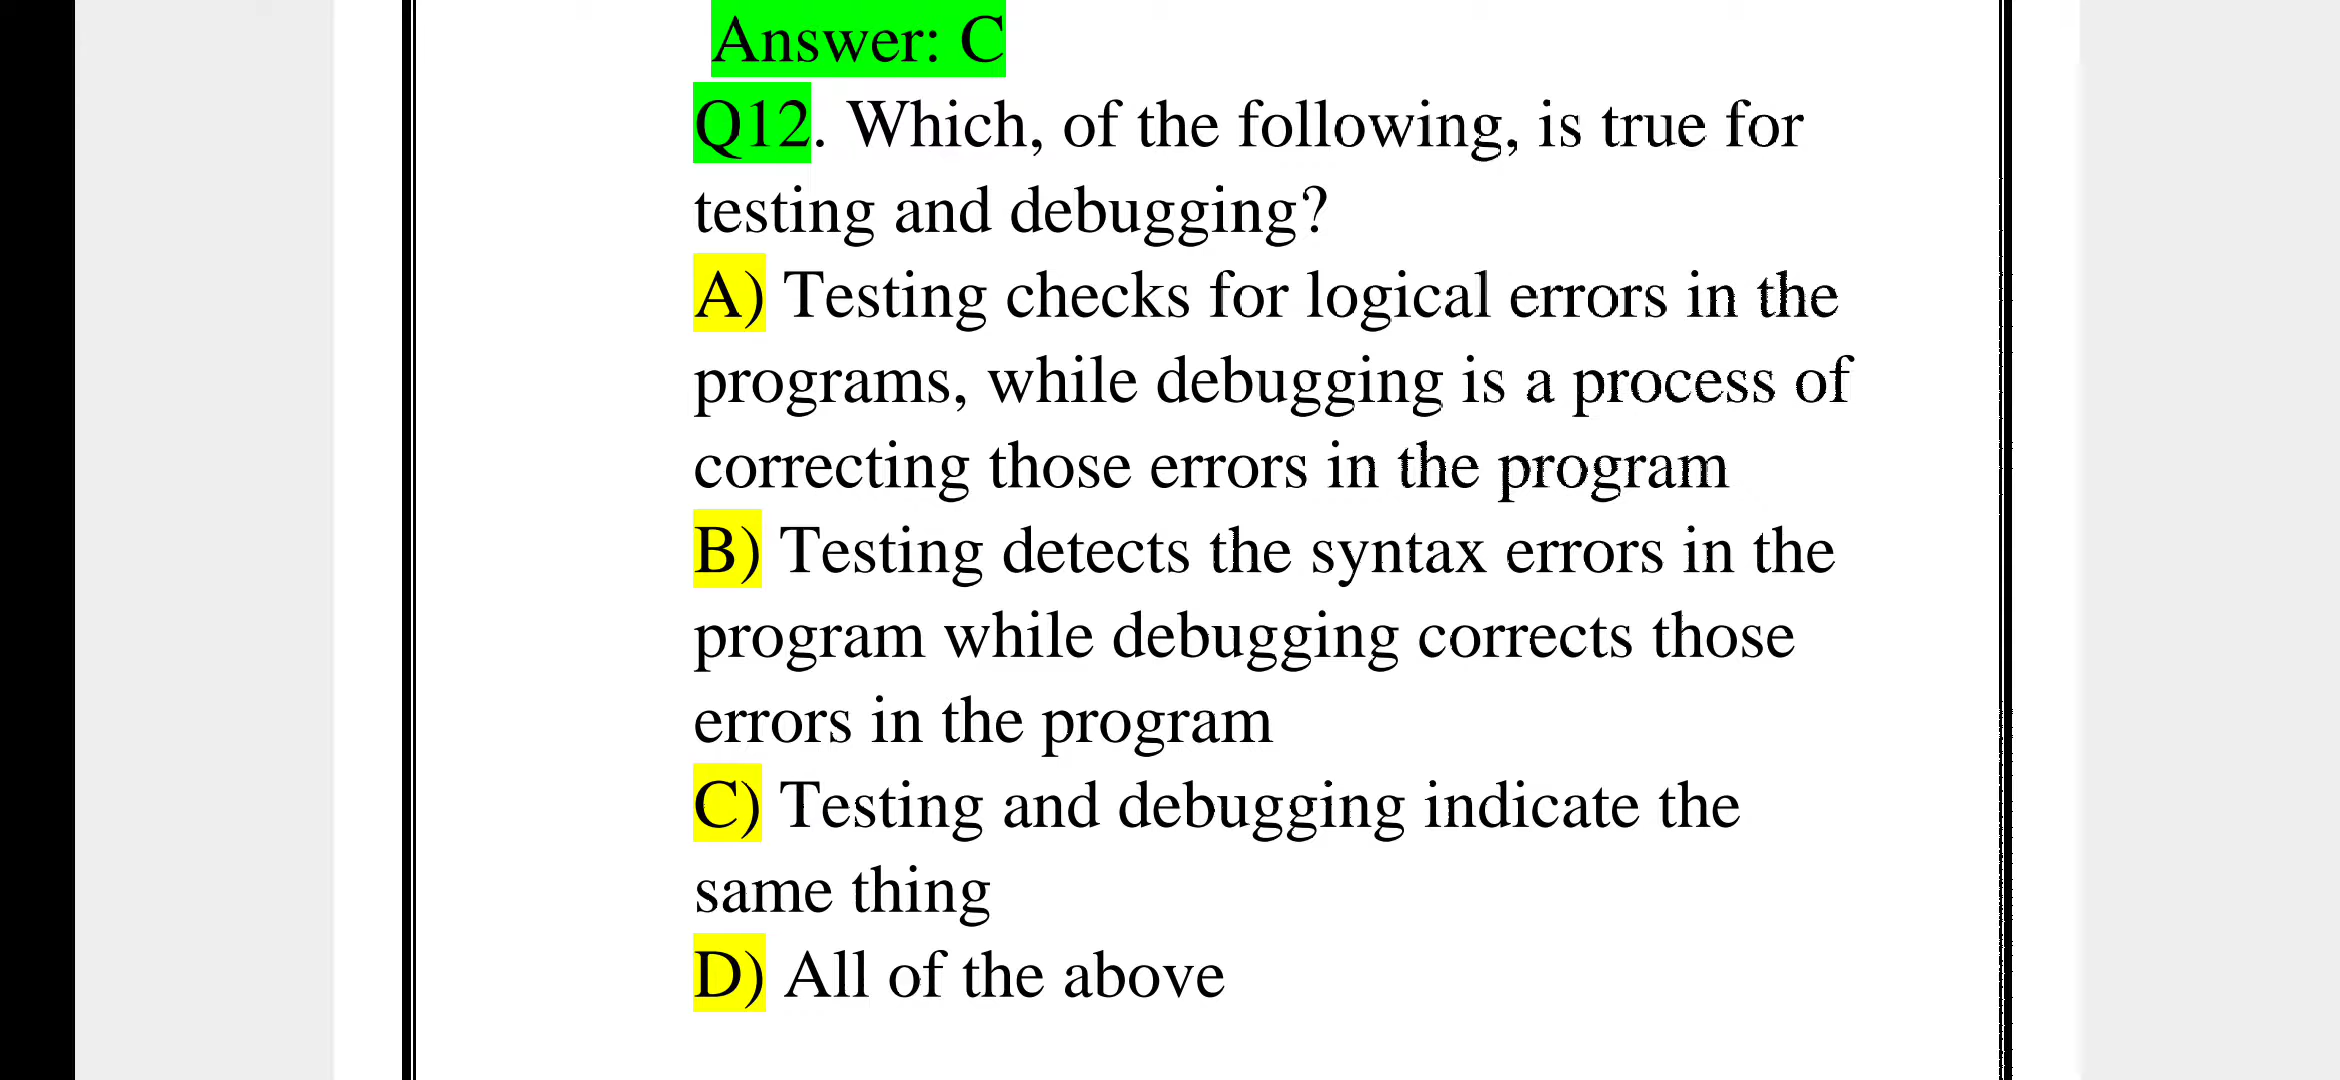 Answer: C
Q12. Which, of the following, is true for
testing and debugging?
A) Testing checks for logical errors in the
programs, while debugging is a process of
correcting those errors in the program
B) Testing detects the syntax errors in the
program while debugging corrects those
errors in the program
C) Testing and debugging indicate the
same thing
D) All of the above